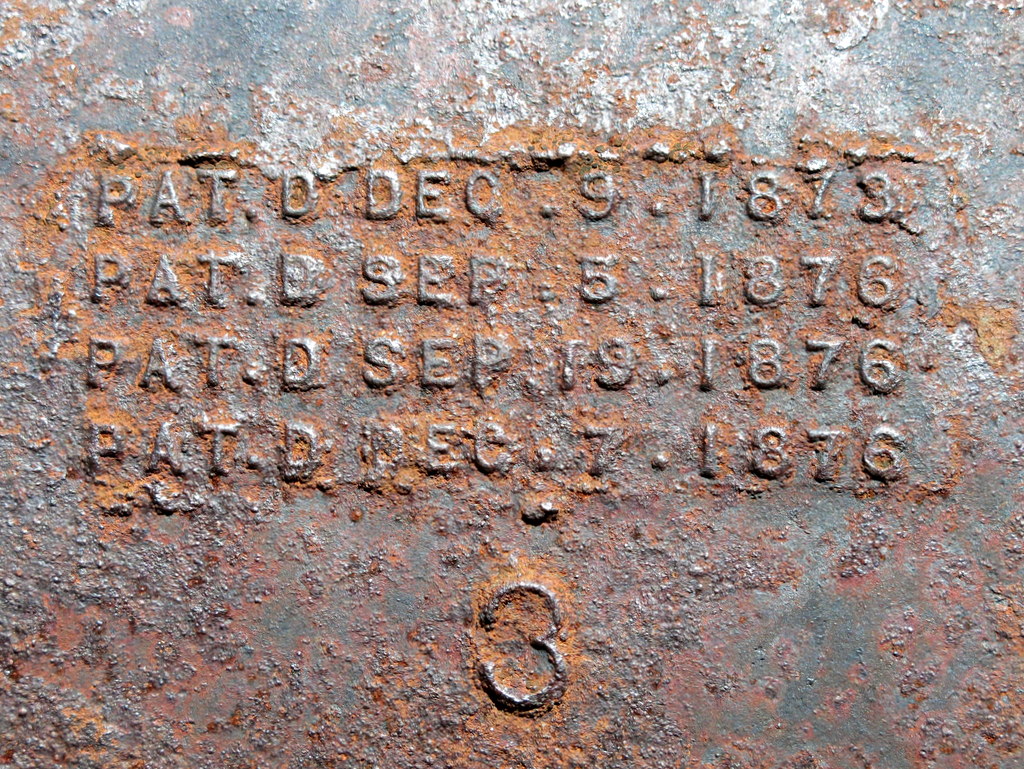 PAT.D DEC.9.1873
PAT.D SEP.5.1876
PAT.D SEP.19.1876
PAT.D DEC.7.1876
3